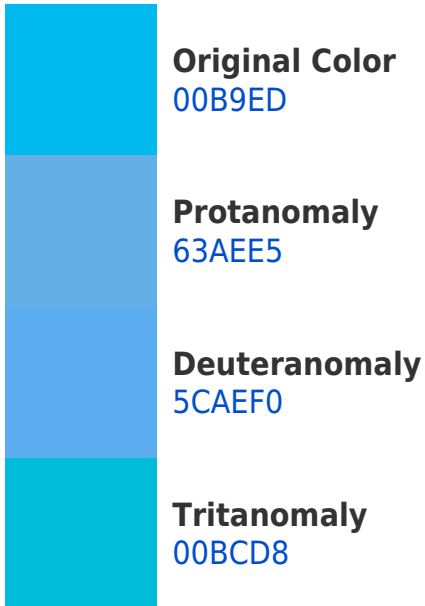 Original Color
00B9ED
Protanomaly
63AEE5
Deuteranomaly
5CAEF0
Tritanomaly
00BCD8